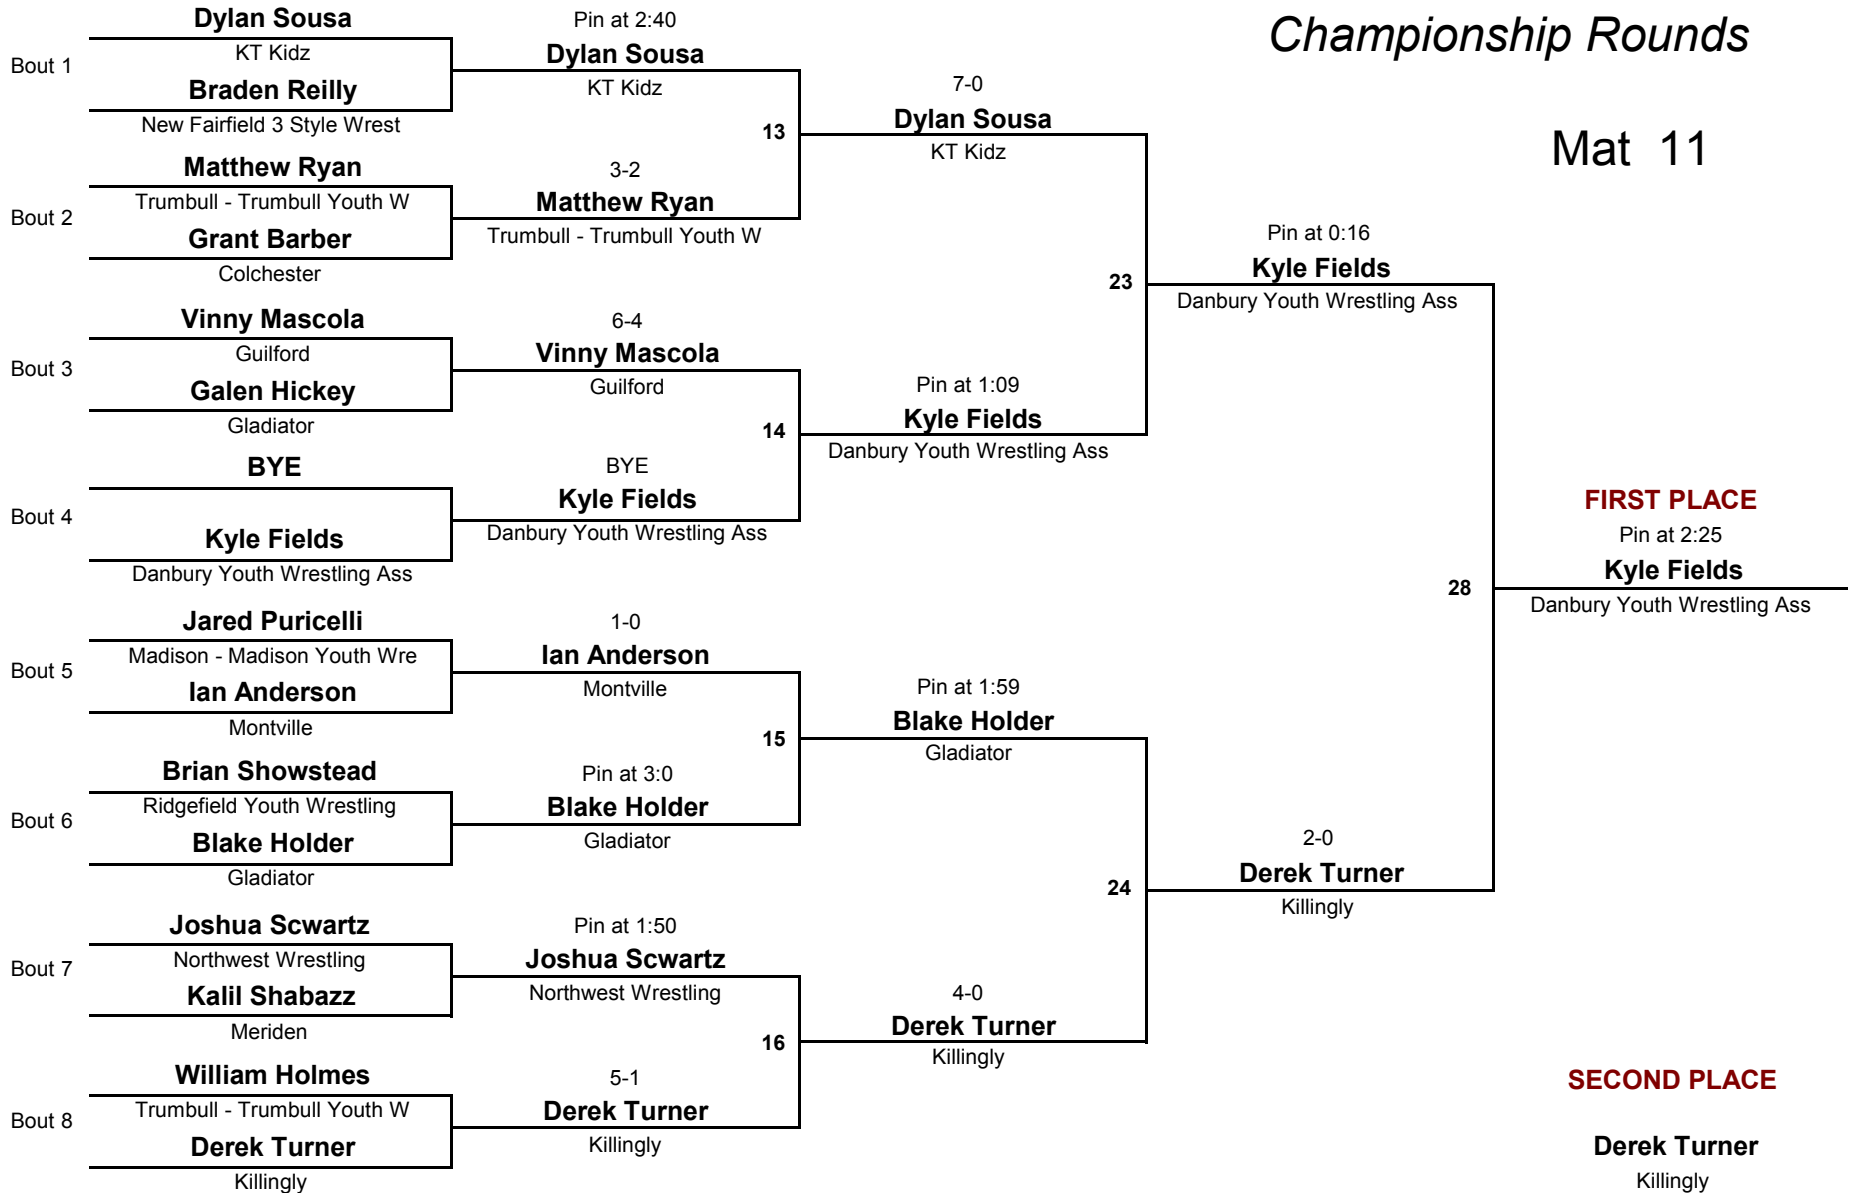 Championship Rounds
Mat 11
Bout 1
Dylan Sousa
KT Kidz
Braden Reilly
New Fairfield 3 Style Wrest
Bout 2
Matthew Ryan
Trumbull - Trumbull Youth W
Grant Barber
Colchester
Bout 3
Vinny Mascola
Guilford
Galen Hickey
Gladiator
Bout 4
BYE
Kyle Fields
Danbury Youth Wrestling Ass
Bout 5
Jared Puricelli
Madison - Madison Youth Wre
Ian Anderson
Montville
Bout 6
Brian Showstead
Ridgefield Youth Wrestling
Blake Holder
Gladiator
Bout 7
Joshua Scwartz
Northwest Wrestling
Kalil Shabazz
Meriden
Bout 8
William Holmes
Trumbull - Trumbull Youth W
Derek Turner
Killingly
Pin at 2:40
Dylan Sousa
KT Kidz
13
3-2
Matthew Ryan
Trumbull - Trumbull Youth W
6-4
Vinny Mascola
Guilford
14
BYE
Kyle Fields
Danbury Youth Wrestling Ass
1-0
Ian Anderson
Montville
15
Pin at 3:0
Blake Holder
Gladiator
Pin at 1:50
Joshua Scwartz
Northwest Wrestling
16
5-1
Derek Turner
Killingly
7-0
Dylan Sousa
KT Kidz
23
Pin at 1:09
Kyle Fields
Danbury Youth Wrestling Ass
Pin at 1:59
Blake Holder
Gladiator
24
4-0
Derek Turner
Killingly
Pin at 0:16
Kyle Fields
Danbury Youth Wrestling Ass
28
2-0
Derek Turner
Killingly
FIRST PLACE
Pin at 2:25
Kyle Fields
Danbury Youth Wrestling Ass
SECOND PLACE
Derek Turner
Killingly